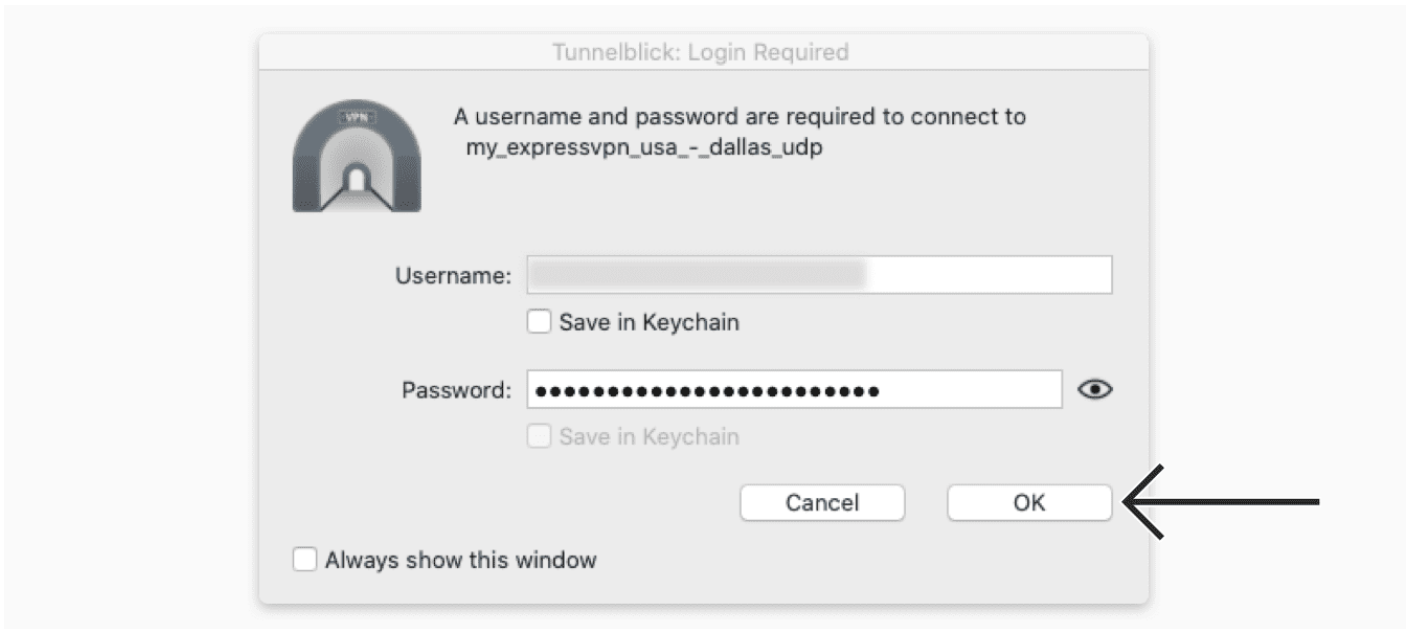 Tunnelblick: Login Required
VPN
A username and password are required to connect to
my_expressvpn_usa_-_dallas_udp
Username:
Save in Keychain
Password: ••••••••••••••••••••••••
Save in Keychain
Cancel OK
Always show this window